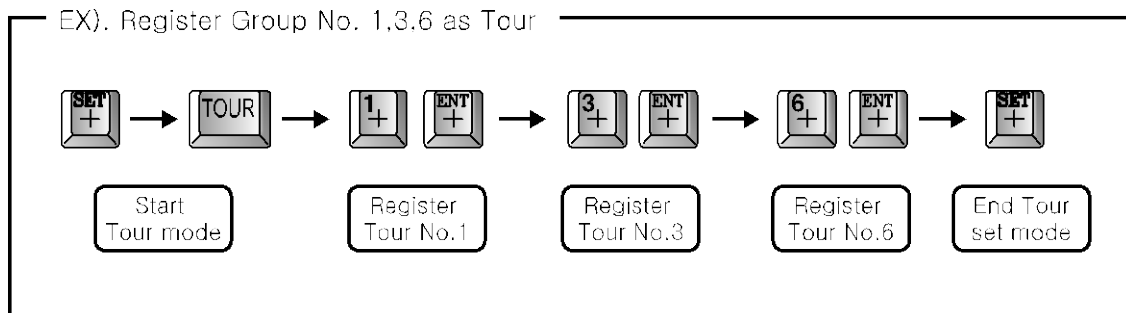 EX). Register Group No. 1,3,6 as Tour
SET TOUR 1 ENT 3 ENT 6 ENT SET
Start Register Register Register End Tour
Tour mode Tour No.1 Tour No.3 Tour No.6 set mode